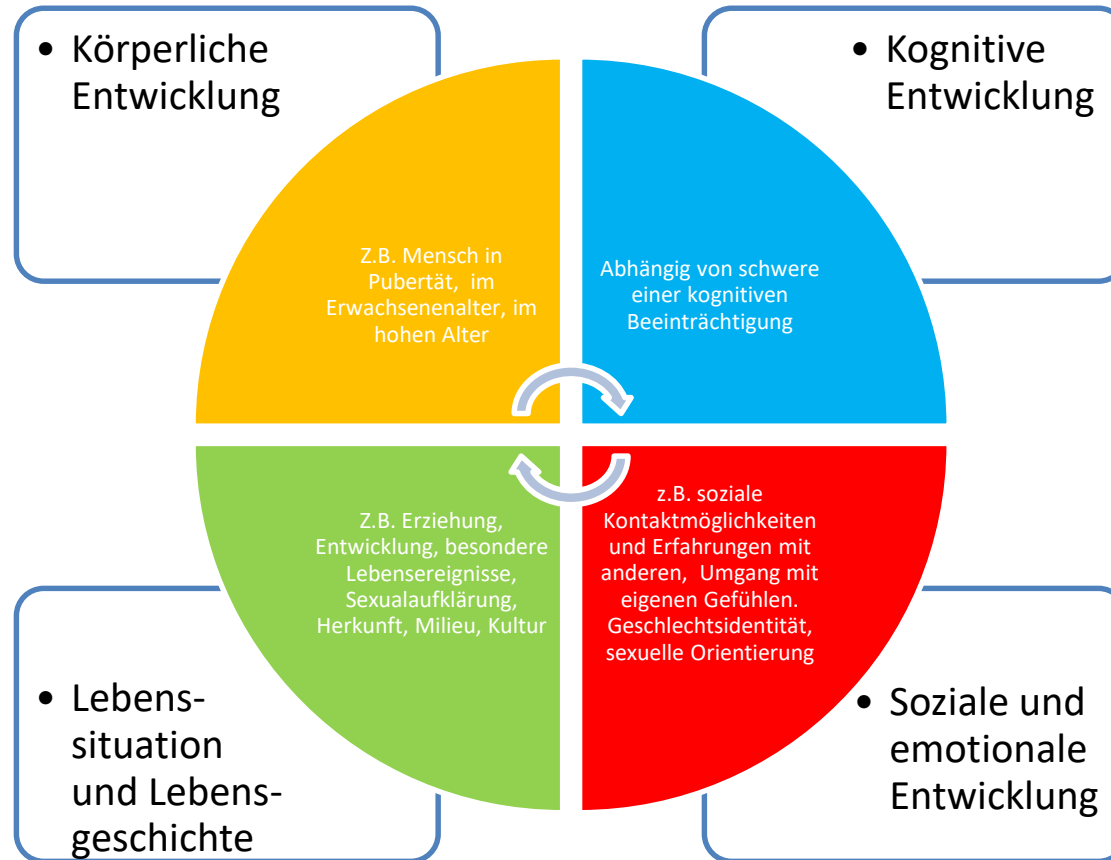 • Körperliche
Entwicklung
• Kognitive
Entwicklung
Z.B. Mensch in
Pubertät,  im
Erwachsenenalter, im
hohen Alter
Abhängig von schwere
einer kognitiven
Beeinträchtigung
Z.B. Erziehung,
Entwicklung, besondere
Lebensereignisse,
Sexualaufklärung,
Herkunft, Milieu, Kultur
z.B. soziale
Kontaktmöglichkeiten
und Erfahrungen mit
anderen,  Umgang mit
eigenen Gefühlen.
Geschlechtsidentität,
sexuelle Orientierung
• Lebens-
situation
und Lebens-
geschichte
• Soziale und
emotionale
Entwicklung